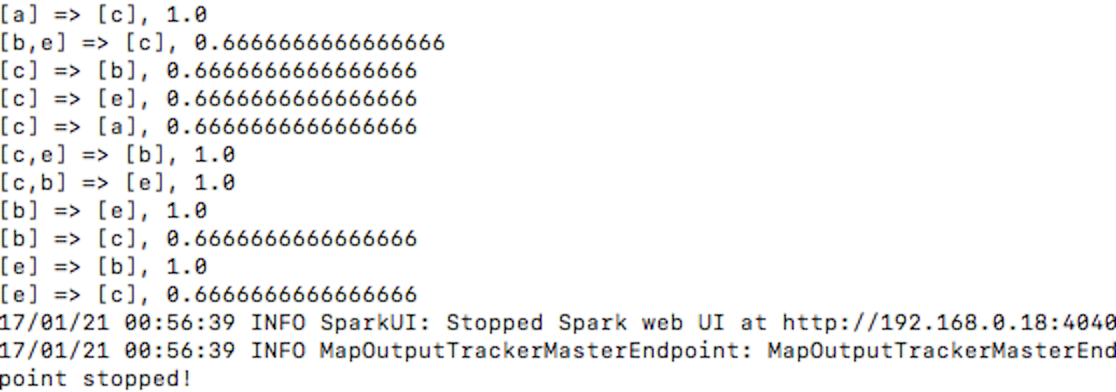 [a] => [c], 1.0
[b,e] => [c], 0.6666666666666666
[c] => [b], 0.6666666666666666
[c] => [e], 0.6666666666666666
[c] => [a], 0.6666666666666666
[c,e] => [b], 1.0
[c,b] => [e], 1.0
[b] => [e], 1.0
[b] => [c], 0.6666666666666666
[e] => [b], 1.0
[e] => [c], 0.6666666666666666
17/01/21 00:56:39 INFO SparkUI: Stopped Spark web UI at http://192.168.0.18:4040
17/01/21 00:56:39 INFO MapOutputTrackerMasterEndpoint: MapOutputTrackerMasterEnd
point stopped!